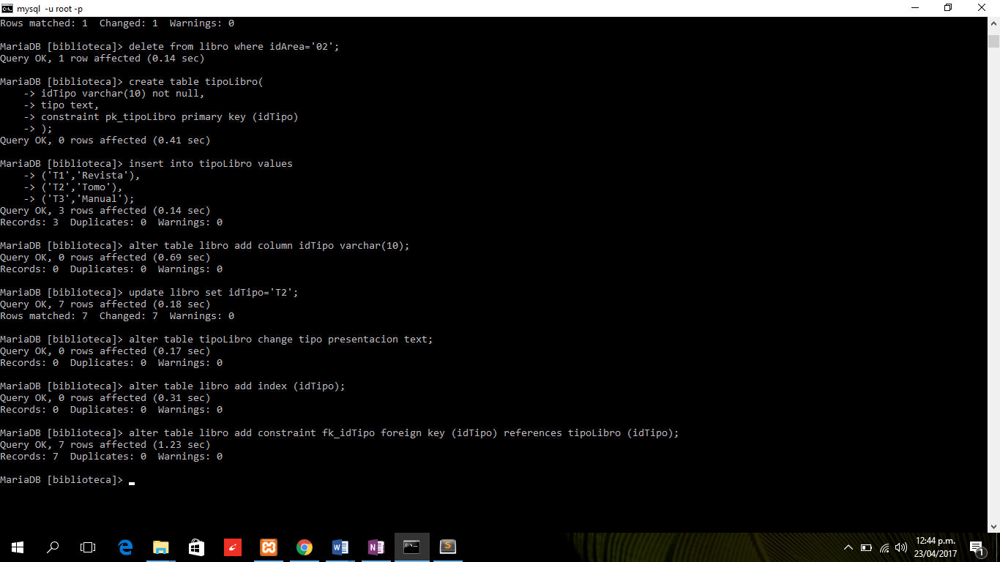 mysql -u root -p
Rows matched: 1  Changed: 1  Warnings: 0
MariaDB [biblioteca]> delete from libro where idArea='02';
Query OK, 1 row affected (0.14 sec)
MariaDB [biblioteca]> create table tipoLibro(
    -> idTipo varchar(10) not null,
    -> tipo text,
    -> constraint pk_tipoLibro primary key (idTipo)
    -> );
Query OK, 0 rows affected (0.41 sec)
MariaDB [biblioteca]> insert into tipoLibro values
    -> ('T1','Revista'),
    -> ('T2','Tomo'),
    -> ('T3','Manual');
Query OK, 3 rows affected (0.14 sec)
Records: 3  Duplicates: 0  Warnings: 0
MariaDB [biblioteca]> alter table libro add column idTipo varchar(10);
Query OK, 0 rows affected (0.69 sec)
Records: 0  Duplicates: 0  Warnings: 0
MariaDB [biblioteca]> update libro set idTipo='T2';
Query OK, 7 rows affected (0.18 sec)
Rows matched: 7  Changed: 7  Warnings: 0
MariaDB [biblioteca]> alter table tipoLibro change tipo presentacion text;
Query OK, 0 rows affected (0.17 sec)
Records: 0  Duplicates: 0  Warnings: 0
MariaDB [biblioteca]> alter table libro add index (idTipo);
Query OK, 0 rows affected (0.31 sec)
Records: 0  Duplicates: 0  Warnings: 0
MariaDB [biblioteca]> alter table libro add constraint fk_idTipo foreign key (idTipo) references tipoLibro (idTipo);
Query OK, 7 rows affected (1.23 sec)
Records: 7  Duplicates: 0  Warnings: 0
MariaDB [biblioteca]>
12:44 p.m.
23/04/2017
1